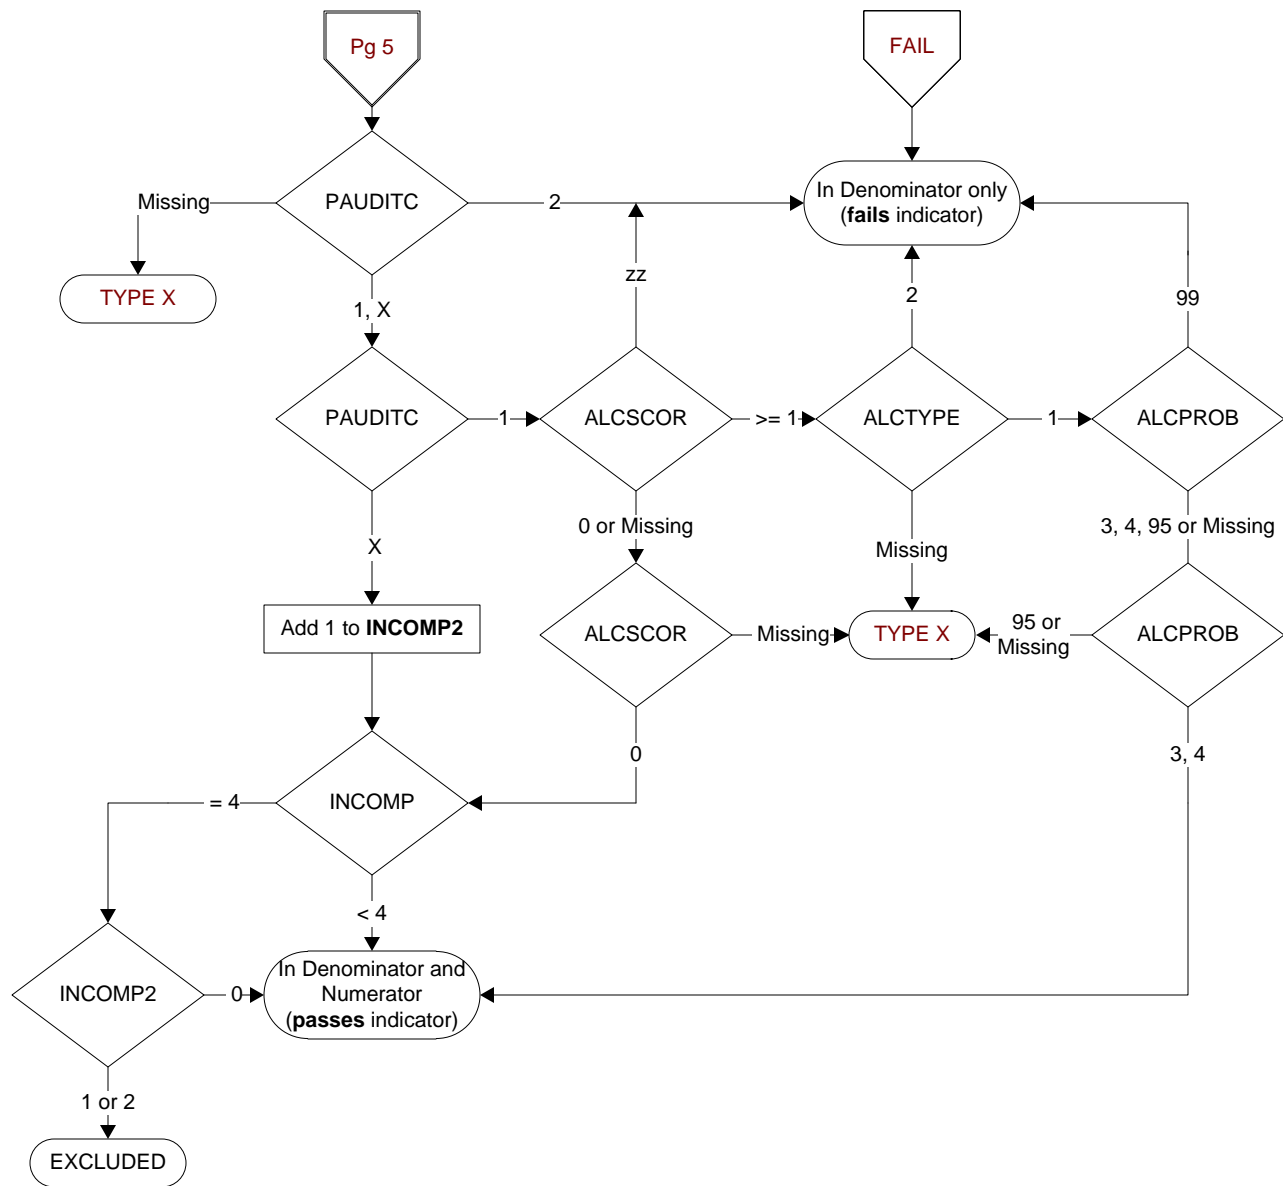 Pg 5
FAIL
Missing
PAUDITC
2
In Denominator only
(fails indicator)
TYPE X
zz
2
99
1, X
PAUDITC
1
ALCSCOR
>= 1
ALCTYPE
1
ALCPROB
0 or Missing
3, 4, 95 or Missing
X
Missing
Add 1 to INCOMP2
ALCSCOR
Missing
TYPE X
95 or
Missing
ALCPROB
0
3, 4
= 4
INCOMP
< 4
INCOMP2
0
In Denominator and
Numerator
(passes indicator)
1 or 2
EXCLUDED